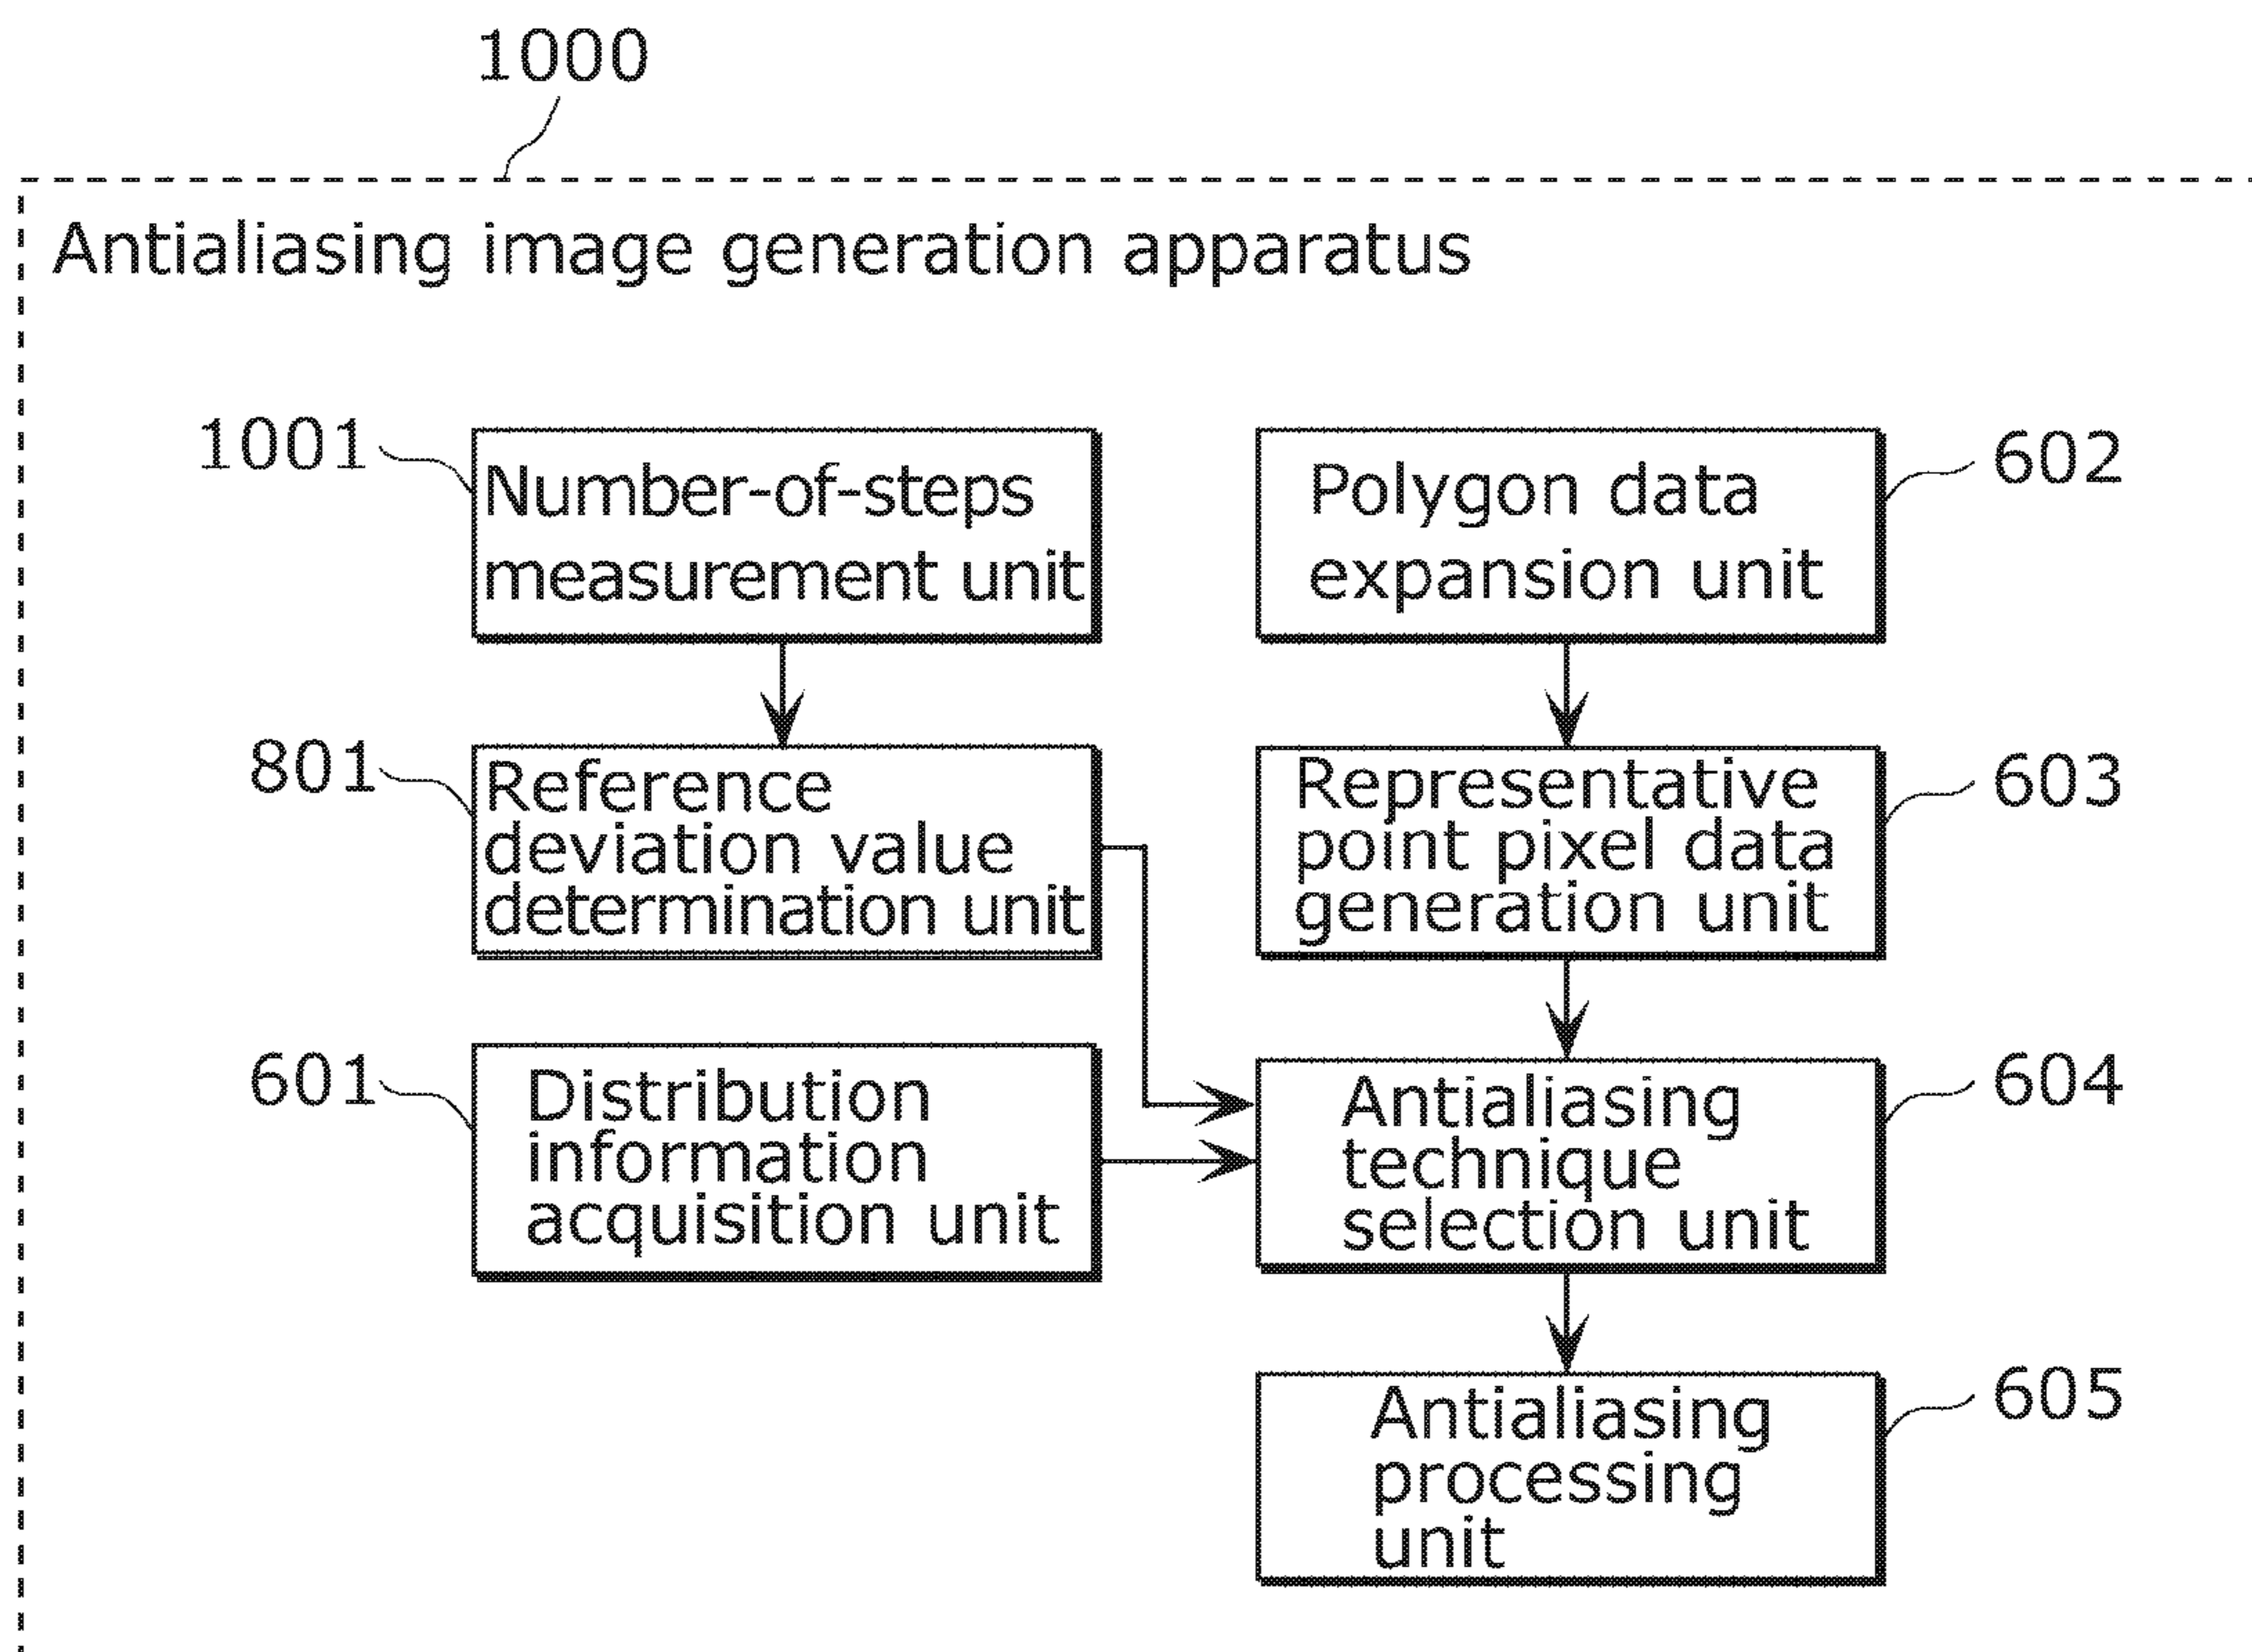 1000
Antialiasing image generation apparatus
1001
Number-of-steps
measurement unit
Polygon data
expansion unit
602
801
Reference
deviation value
determination unit
Representative
point pixel data
generation unit
603
601
Distribution
information
acquisition unit
Antialiasing
technique
selection unit
604
Antialiasing
processing
unit
605